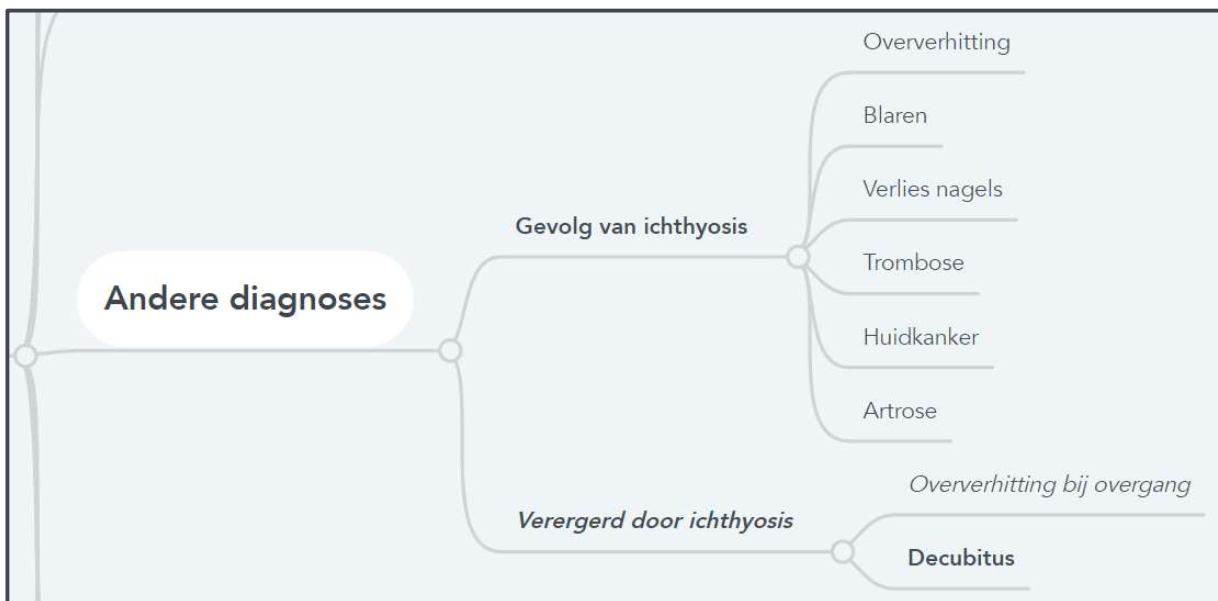 Andere diagnoses
Gevolg van ichthyosis
Oververhitting
Blaren
Verlies nagels
Trombose
Huidkanker
Artrose
Verergerd door ichthyosis
Oververhitting bij overgang
Decubitus